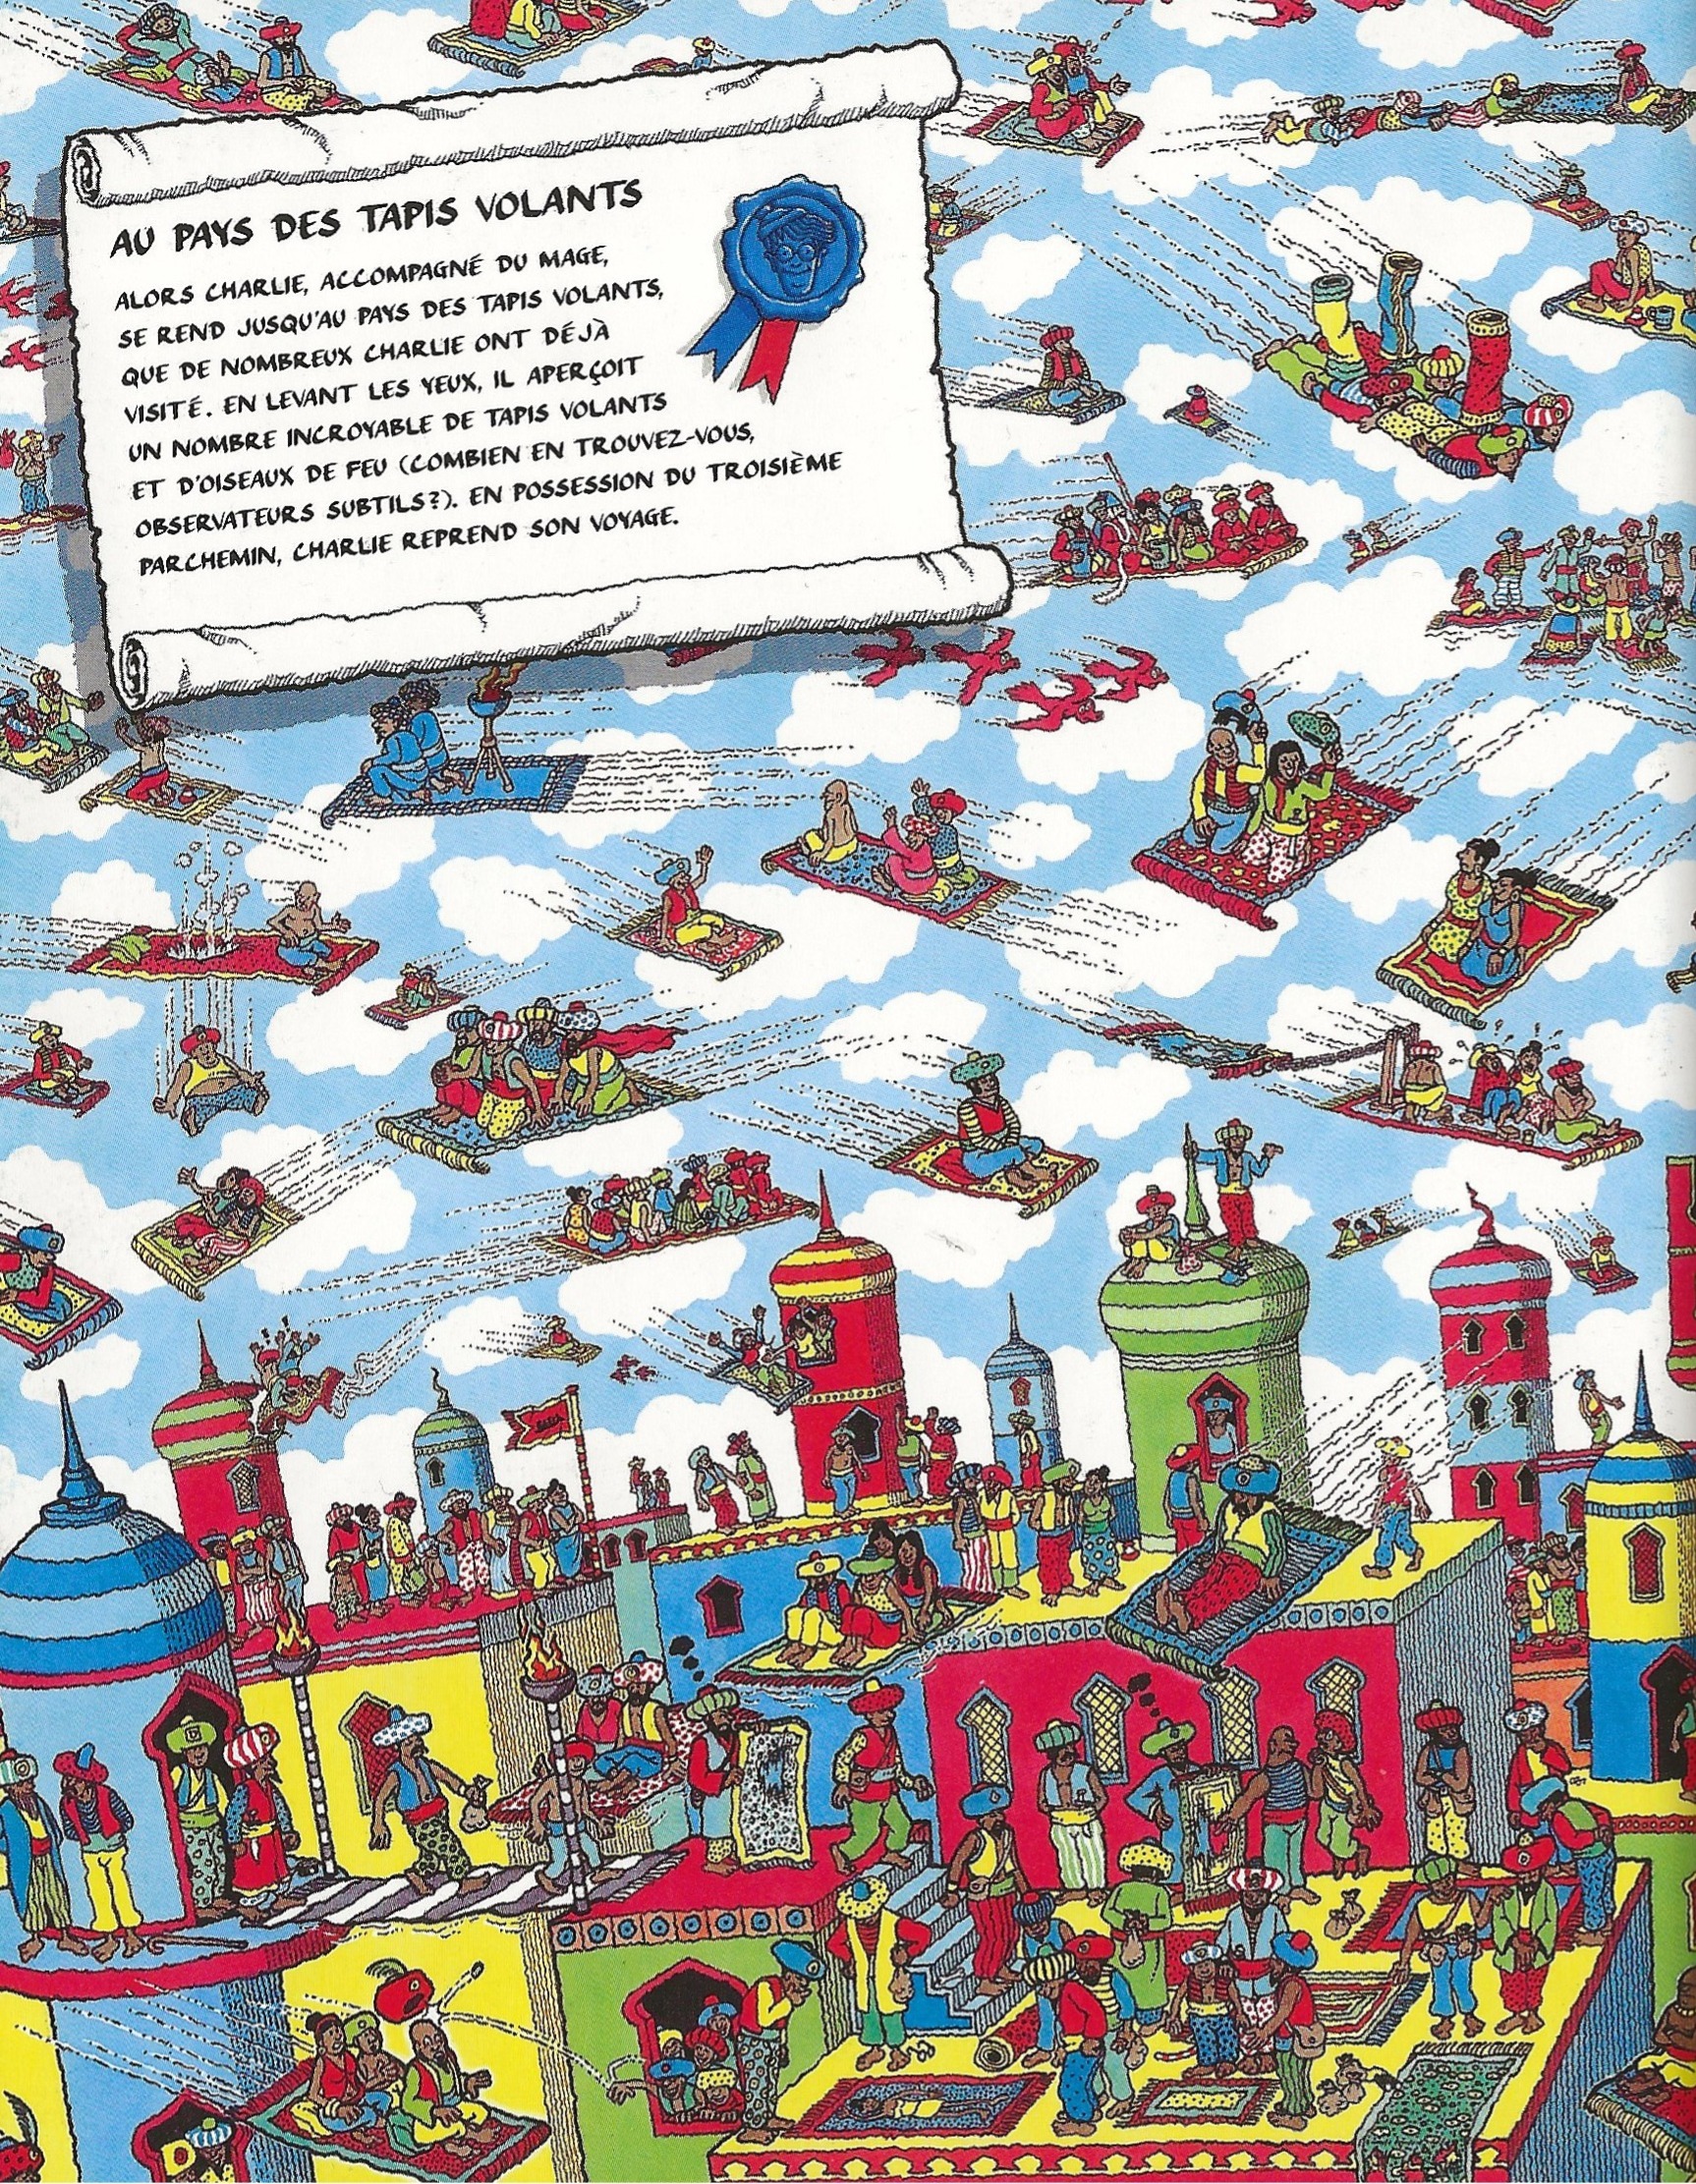 AU PAYS DES TAPIS VOLANTS
ALORS CHARLIE, ACCOMPAGNÉ DU MAGE,
SE REND JUSQU'AU PAYS DES TAPIS VOLANTS,
QUE DE NOMBREUX CHARLIE ONT DÉJÀ
VISITÉ. EN LEVANT LES YEUX, IL APERÇOIT
UN NOMBRE INCROYABLE DE TAPIS VOLANTS
ET D'OISEAUX DE FEU (COMBIEN EN TROUVEZ-VOUS,
OBSERVATEURS SUBTILS?). EN POSSESSION DU TROISIÈME
PARCHEMIN, CHARLIE REPREND SON VOYAGE.